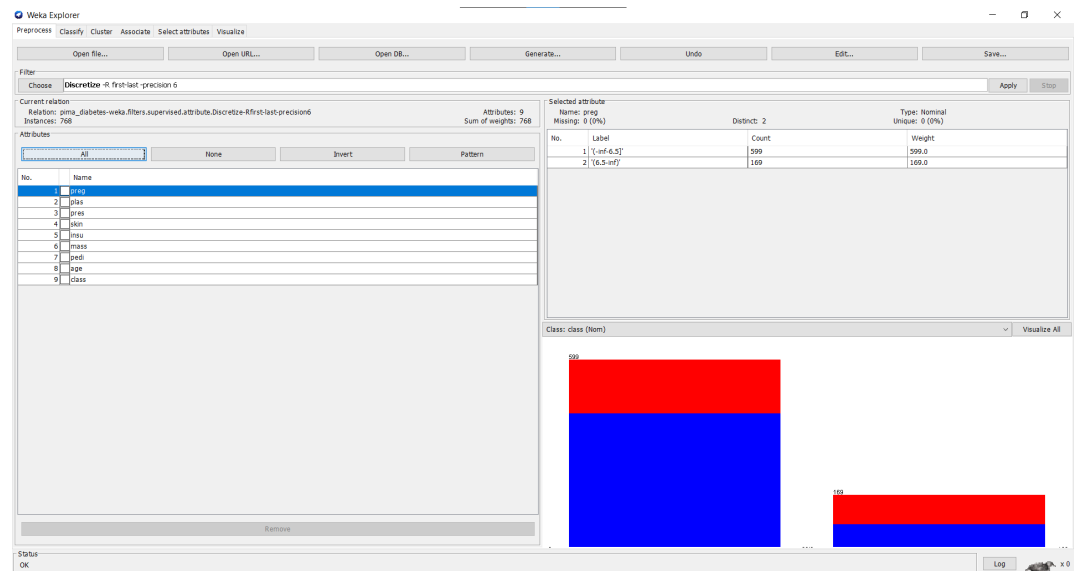 Weka Explorer
Preprocess Classify Cluster Associate Select attributes Visualize
Open file... Open URL... Open DB... Generate... Undo Edit... Save...
Filter
Choose Discretize -R first-last -precision 6 Apply Stop
Current relation
Relation: pima_diabetes-weka.filters.supervised.attribute.Discretize-Rfirst-last-precision6 Attributes: 9
Instances: 768 Sum of weights: 768
Attributes
All None Invert Pattern
No. Name
1 preg
2 plas
3 pres
4 skin
5 insu
6 mass
7 pedi
8 age
9 class
Remove
Selected attribute
Name: preg Type: Nominal
Missing: 0 (0%) Distinct: 2 Unique: 0 (0%)
No. Label Count Weight
1 '(-inf-6.5]' 599 599.0
2 '(6.5-inf)' 169 169.0
Class: class (Nom) Visualize All
599
169
Status
OK Log x 0